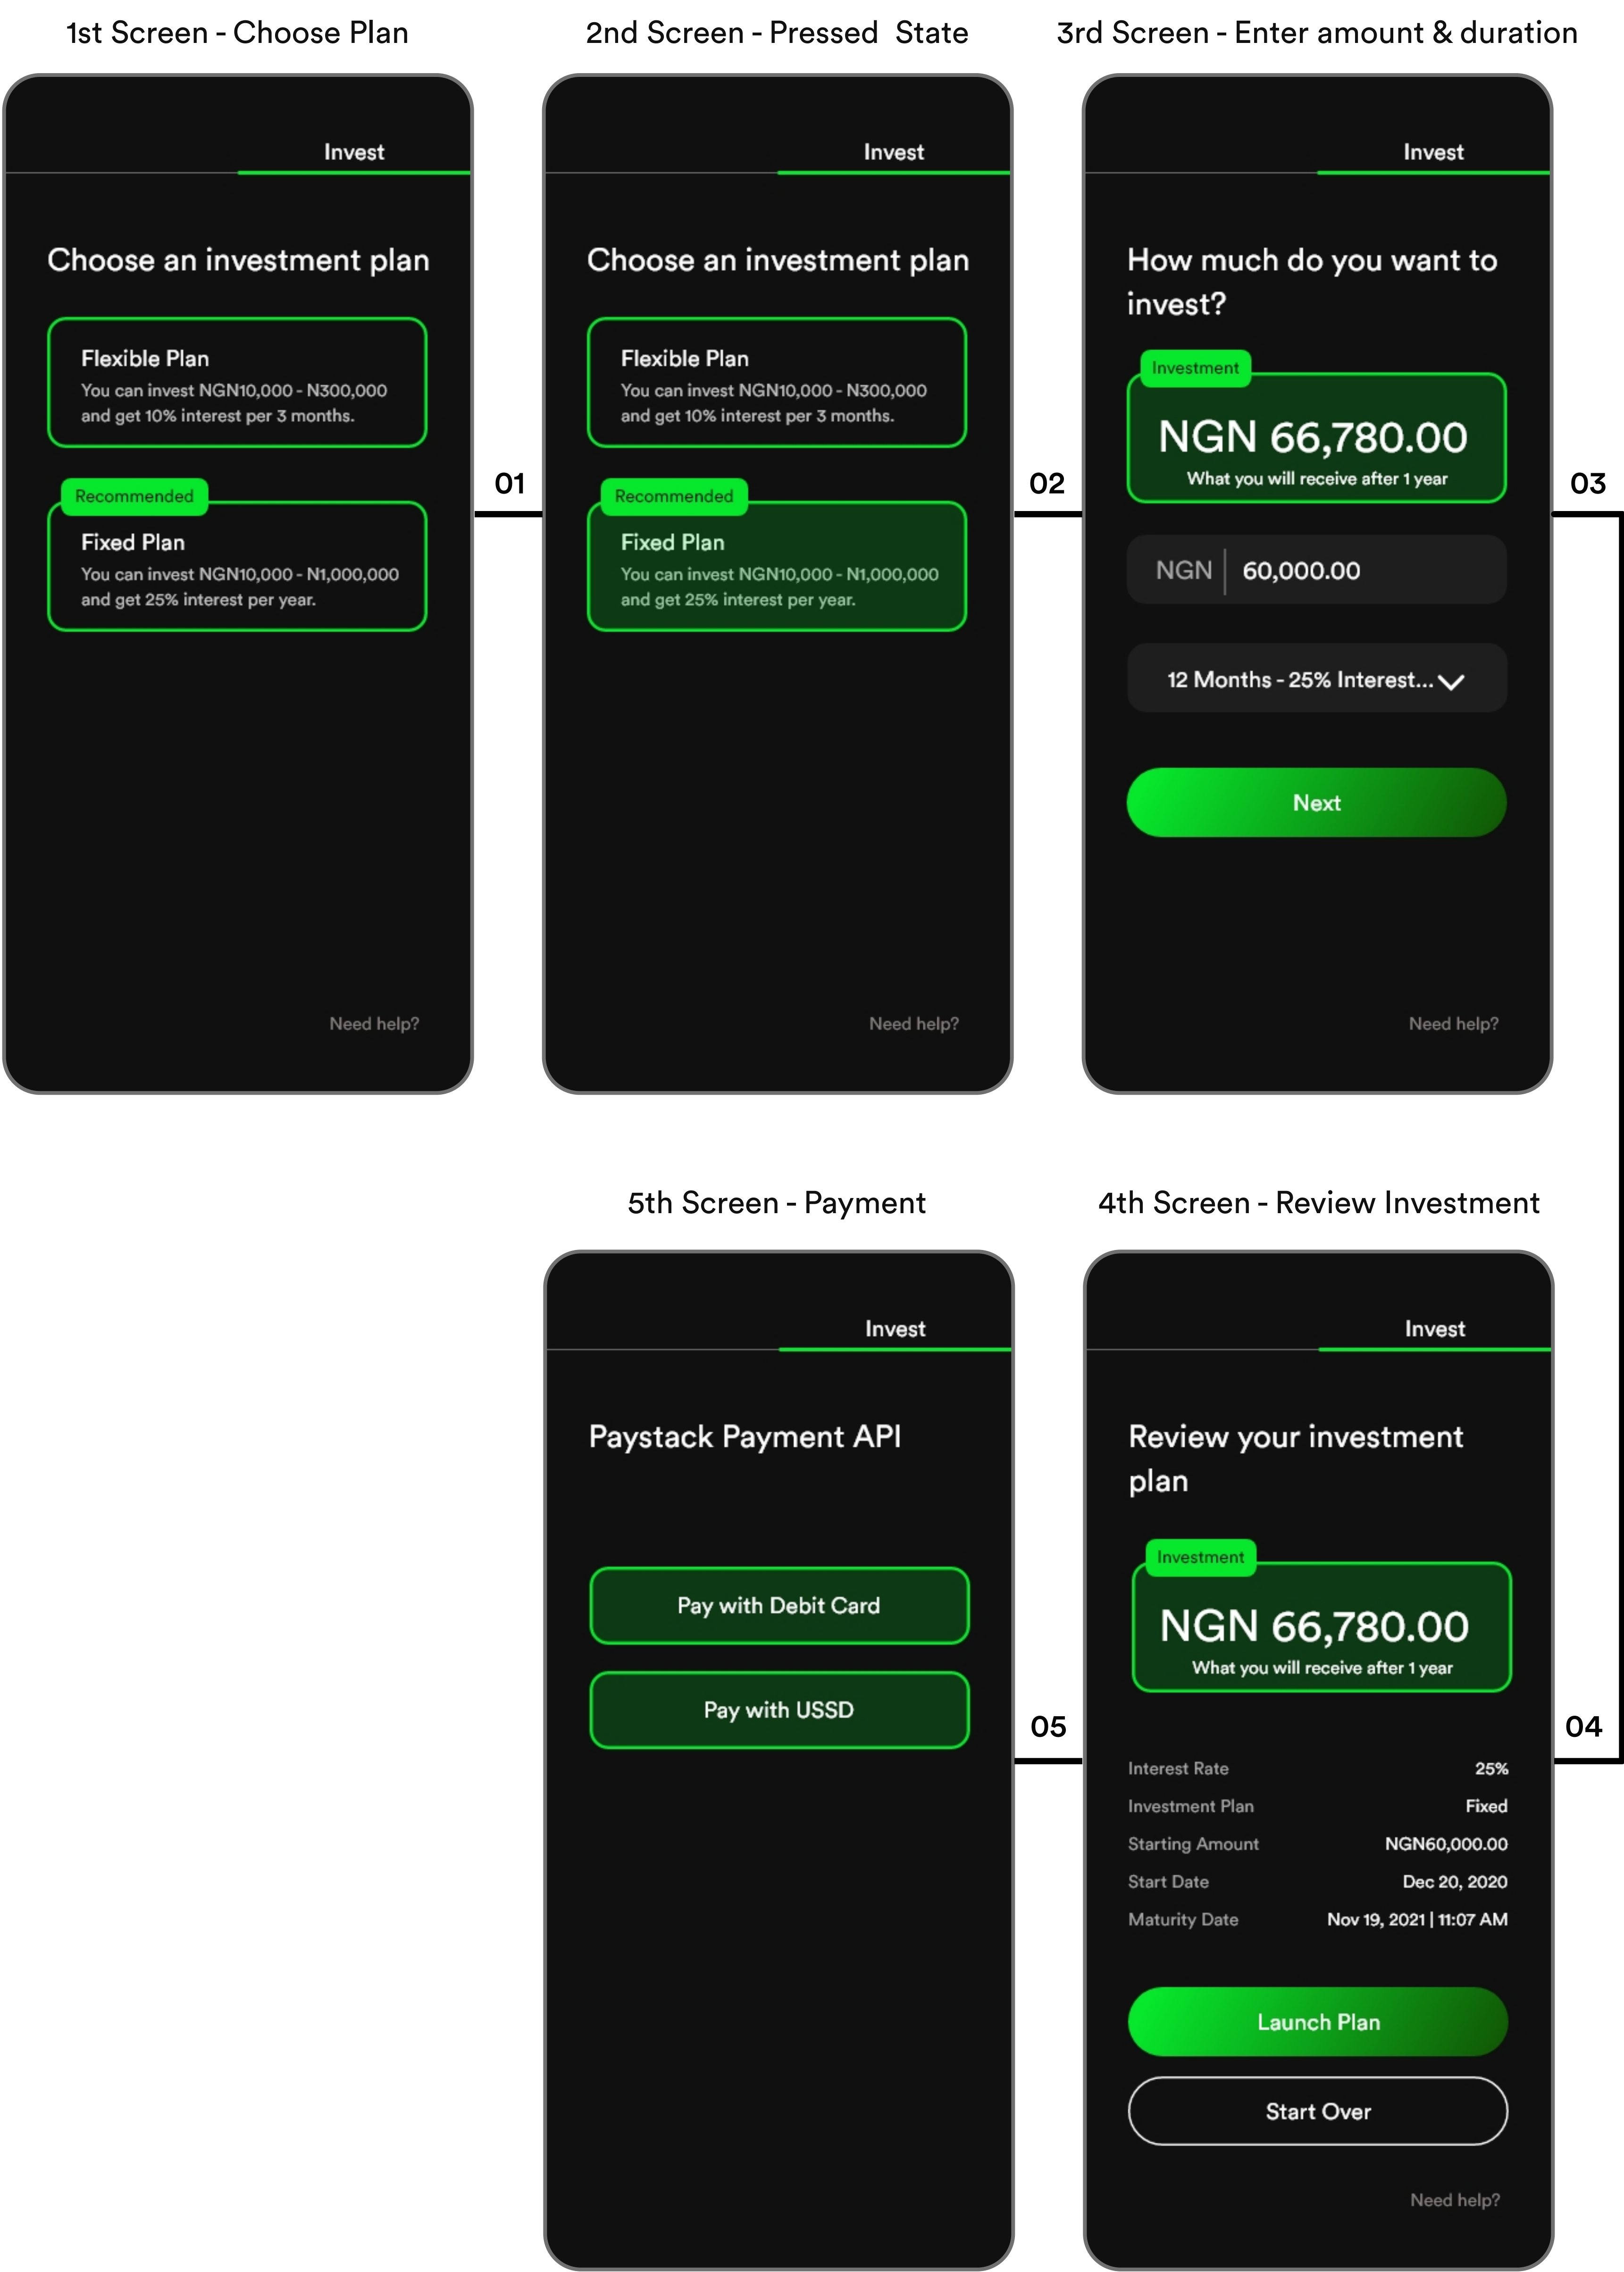 1st Screen - Choose Plan
Invest
Choose an investment plan
Flexible Plan
You can invest NGN10,000 - N300,000
and get 10% interest per 3 months.
Recommended
Fixed Plan
You can invest NGN10,000 - N1,000,000
and get 25% interest per year.
Need help?
01
2nd Screen - Pressed State
Invest
Choose an investment plan
Flexible Plan
You can invest NGN10,000 - N300,000
and get 10% interest per 3 months.
Recommended
Fixed Plan
You can invest NGN10,000 - N1,000,000
and get 25% interest per year.
Need help?
02
3rd Screen - Enter amount & duration
Invest
How much do you want to
invest?
Investment
NGN 66,780.00
What you will receive after 1 year
NGN 60,000.00
12 Months - 25% Interest...
Next
Need help?
03
04
4th Screen - Review Investment
Invest
Review your investment
plan
Investment
NGN 66,780.00
What you will receive after 1 year
Interest Rate 25%
Investment Plan Fixed
Starting Amount NGN60,000.00
Start Date Dec 20, 2020
Maturity Date Nov 19, 2021 | 11:07 AM
Launch Plan
Start Over
Need help?
05
5th Screen - Payment
Invest
Paystack Payment API
Pay with Debit Card
Pay with USSD